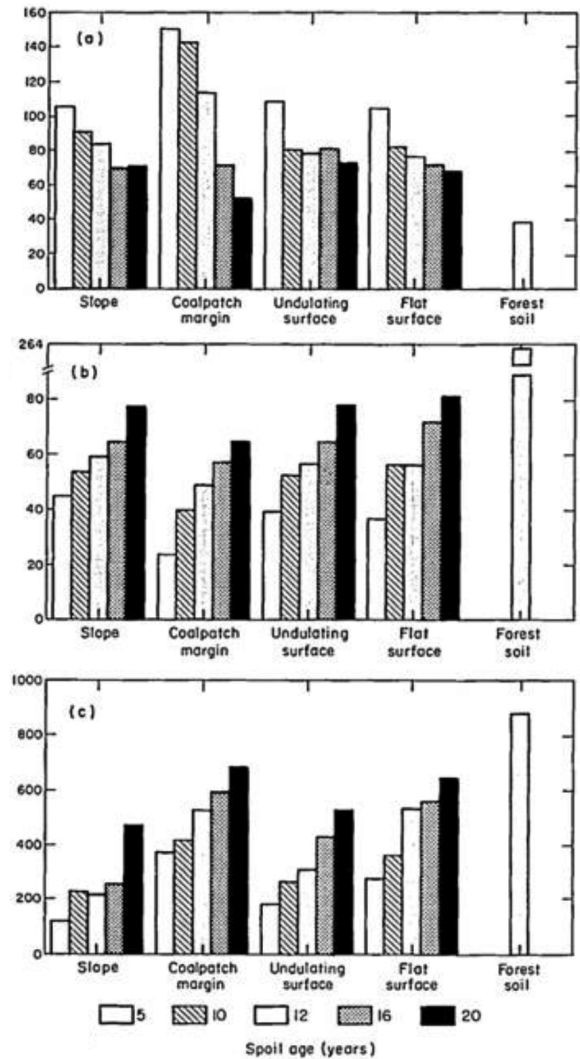 160
(a)
140
120
100
80
60
40
20
0
Slope Coalpatch margin Undulating surface Flat surface Forest soil
264
(b)
80
60
40
20
0
Slope Coalpatch margin Undulating surface Flat surface Forest soil
1000
(c)
800
600
400
200
0
Slope Coalpatch margin Undulating surface Flat surface Forest soil
5 10 12 16 20
Spoil age (years)